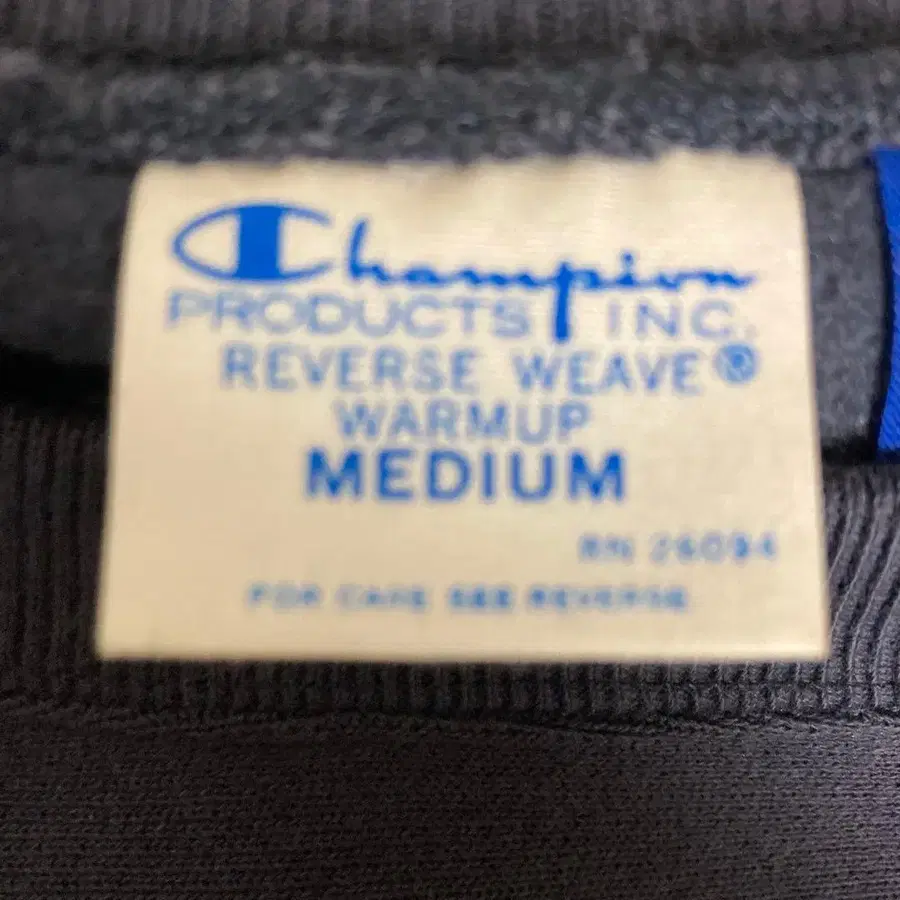 Champion
PRODUCTS INC.
REVERSE WEAVE®
WARMUP
MEDIUM
RN 26094
FOR CARE SEE REVERSE